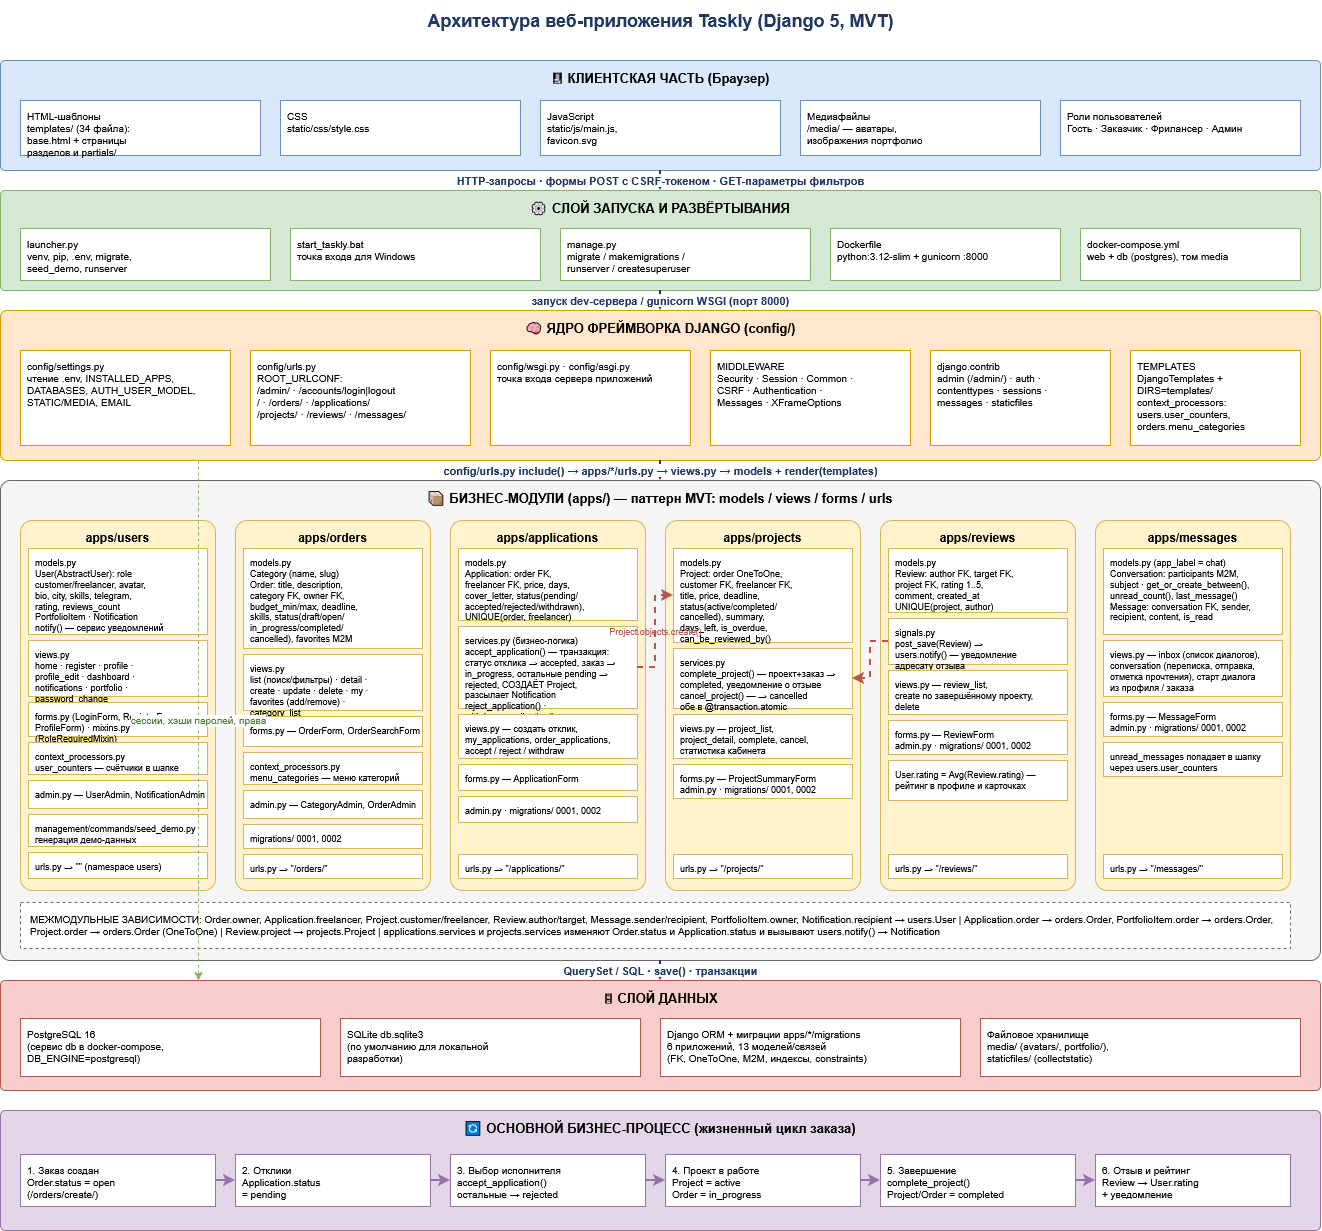 Архитектура веб-приложения Taskly (Django 5, MVT)
КЛИЕНТСКАЯ ЧАСТЬ (Браузер)
HTML-шаблоны
templates/ (34 файла):
base.html + страницы
разделов и partials/
CSS
static/css/style.css
JavaScript
static/js/main.js,
favicon.svg
Медиафайлы
/media/ — аватары,
изображения портфолио
Роли пользователей
Гость · Заказчик · Фрилансер · Админ
HTTP-запросы · формы POST с CSRF-токеном · GET-параметры фильтров
СЛОЙ ЗАПУСКА И РАЗВЁРТЫВАНИЯ
launcher.py
venv, pip, .env, migrate,
seed_demo, runserver
start_taskly.bat
точка входа для Windows
manage.py
migrate / makemigrations /
runserver / createsuperuser
Dockerfile
python:3.12-slim + gunicorn :8000
docker-compose.yml
web + db (postgres), том media
запуск dev-сервера / gunicorn WSGI (порт 8000)
ЯДРО ФРЕЙМВОРКА DJANGO (config/)
config/settings.py
чтение .env, INSTALLED_APPS,
DATABASES, AUTH_USER_MODEL,
STATIC/MEDIA, EMAIL
config/urls.py
ROOT_URLCONF:
/admin/ · /accounts/login|logout
/ · /orders/ · /applications/
/projects/ · /reviews/ · /messages/
config/wsgi.py · config/asgi.py
точка входа сервера приложений
MIDDLEWARE
Security · Session · Common ·
CSRF · Authentication ·
Messages · XFrameOptions
django.contrib
admin (/admin/) · auth ·
contenttypes · sessions ·
messages · staticfiles
TEMPLATES
DjangoTemplates +
DIRS=templates/
context_processors:
users.user_counters,
orders.menu_categories
config/urls.py include() → apps/*/urls.py → views.py → models + render(templates)
БИЗНЕС-МОДУЛИ (apps/) — паттерн MVT: models / views / forms / urls
apps/users
models.py
User(AbstractUser): role
customer/freelancer, avatar,
bio, city, skills, telegram,
rating, reviews_count
PortfolioItem · Notification
notify() — сервис уведомлений
views.py
home · register · profile ·
profile_edit · dashboard ·
notifications · portfolio ·
password_change
forms.py (LoginForm,
ProfileForm) · mixins.py
(RoleRequiredMixin)
сессии, хэши паролей, права
context_processors.py
user_counters — счётчики в шапке
admin.py — UserAdmin, NotificationAdmin
management/commands/seed_demo.py
генерация демо-данных
urls.py → "" (namespace users)
apps/orders
models.py
Category (name, slug)
Order: title, description,
category FK, owner FK,
budget_min/max, deadline,
skills, status(draft/open/
in_progress/completed/
cancelled), favorites M2M
views.py
list (поиск/фильтры) · detail ·
create · update · delete · my ·
favorites (add/remove) ·
category_list
forms.py — OrderForm, OrderSearchForm
context_processors.py
menu_categories — меню категорий
admin.py — CategoryAdmin, OrderAdmin
migrations/ 0001, 0002
urls.py → "/orders/"
apps/applications
models.py
Application: order FK,
freelancer FK, price, days,
cover_letter, status(pending/
accepted/rejected/withdrawn),
UNIQUE(order, freelancer)
services.py (бизнес-логика)
accept_application() — транзакция:
статус отклика → accepted, заказ →
in_progress, остальные pending →
rejected, СОЗДАЁТ Project,
рассылает Notification
reject_application() ·
views.py — создать отклик,
my_applications, order_applications,
accept / reject / withdraw
forms.py — ApplicationForm
admin.py · migrations/ 0001, 0002
urls.py → "/applications/"
Project.objects.create()
apps/projects
models.py
Project: order OneToOne,
customer FK, freelancer FK,
title, price, deadline,
status(active/completed/
cancelled), summary,
days_left, is_overdue,
can_be_reviewed_by()
services.py
complete_project() — проект+заказ →
completed, уведомление о отзыве
cancel_project() — → cancelled
обе в @transaction.atomic
views.py — project_list,
project_detail, complete, cancel,
статистика кабинета
forms.py — ProjectSummaryForm
admin.py · migrations/ 0001, 0002
urls.py → "/projects/"
apps/reviews
models.py
Review: author FK, target FK,
project FK, rating 1..5,
comment, created_at
UNIQUE(project, author)
signals.py
post_save(Review) →
users.notify() — уведомление
адресату отзыва
views.py — review_list,
create по завершённому проекту,
delete
forms.py — ReviewForm
admin.py · migrations/ 0001, 0002
User.rating = Avg(Review.rating) —
рейтинг в профиле и карточках
urls.py → "/reviews/"
apps/messages
models.py (app_label = chat)
Conversation: participants M2M,
subject · get_or_create_between(),
unread_count(), last_message()
Message: conversation FK, sender,
recipient, content, is_read
views.py — inbox (список диалогов),
conversation (переписка, отправка,
отметка прочтения), старт диалога
из профиля / заказа
forms.py — MessageForm
admin.py · migrations/ 0001, 0002
unread_messages попадает в шапку
через users.user_counters
urls.py → "/messages/"
МЕЖМОДУЛЬНЫЕ ЗАВИСИМОСТИ: Order.owner, Application.freelancer, Project.customer/freelancer, Review.author/target, Message.sender/recipient, PortfolioItem.owner, Notification.recipient → users.User | Application.order → orders.Order, PortfolioItem.order → orders.Order,
Project.order → orders.Order (OneToOne) | Review.project → projects.Project | applications.services и projects.services изменяют Order.status и Application.status и вызывают users.notify() → Notification
QuerySet / SQL · save() · транзакции
СЛОЙ ДАННЫХ
PostgreSQL 16
(сервис db в docker-compose,
DB_ENGINE=postgresql)
SQLite db.sqlite3
(по умолчанию для локальной
разработки)
Django ORM + миграции apps/*/migrations
6 приложений, 13 моделей/связей
(FK, OneToOne, M2M, индексы, constraints)
Файловое хранилище
media/ (avatars/, portfolio/),
staticfiles/ (collectstatic)
ОСНОВНОЙ БИЗНЕС-ПРОЦЕСС (жизненный цикл заказа)
1. Заказ создан
Order.status = open
(/orders/create/)
2. Отклики
Application.status
= pending
3. Выбор исполнителя
accept_application()
остальные → rejected
4. Проект в работе
Project = active
Order = in_progress
5. Завершение
complete_project()
Project/Order = completed
6. Отзыв и рейтинг
Review → User.rating
+ уведомление